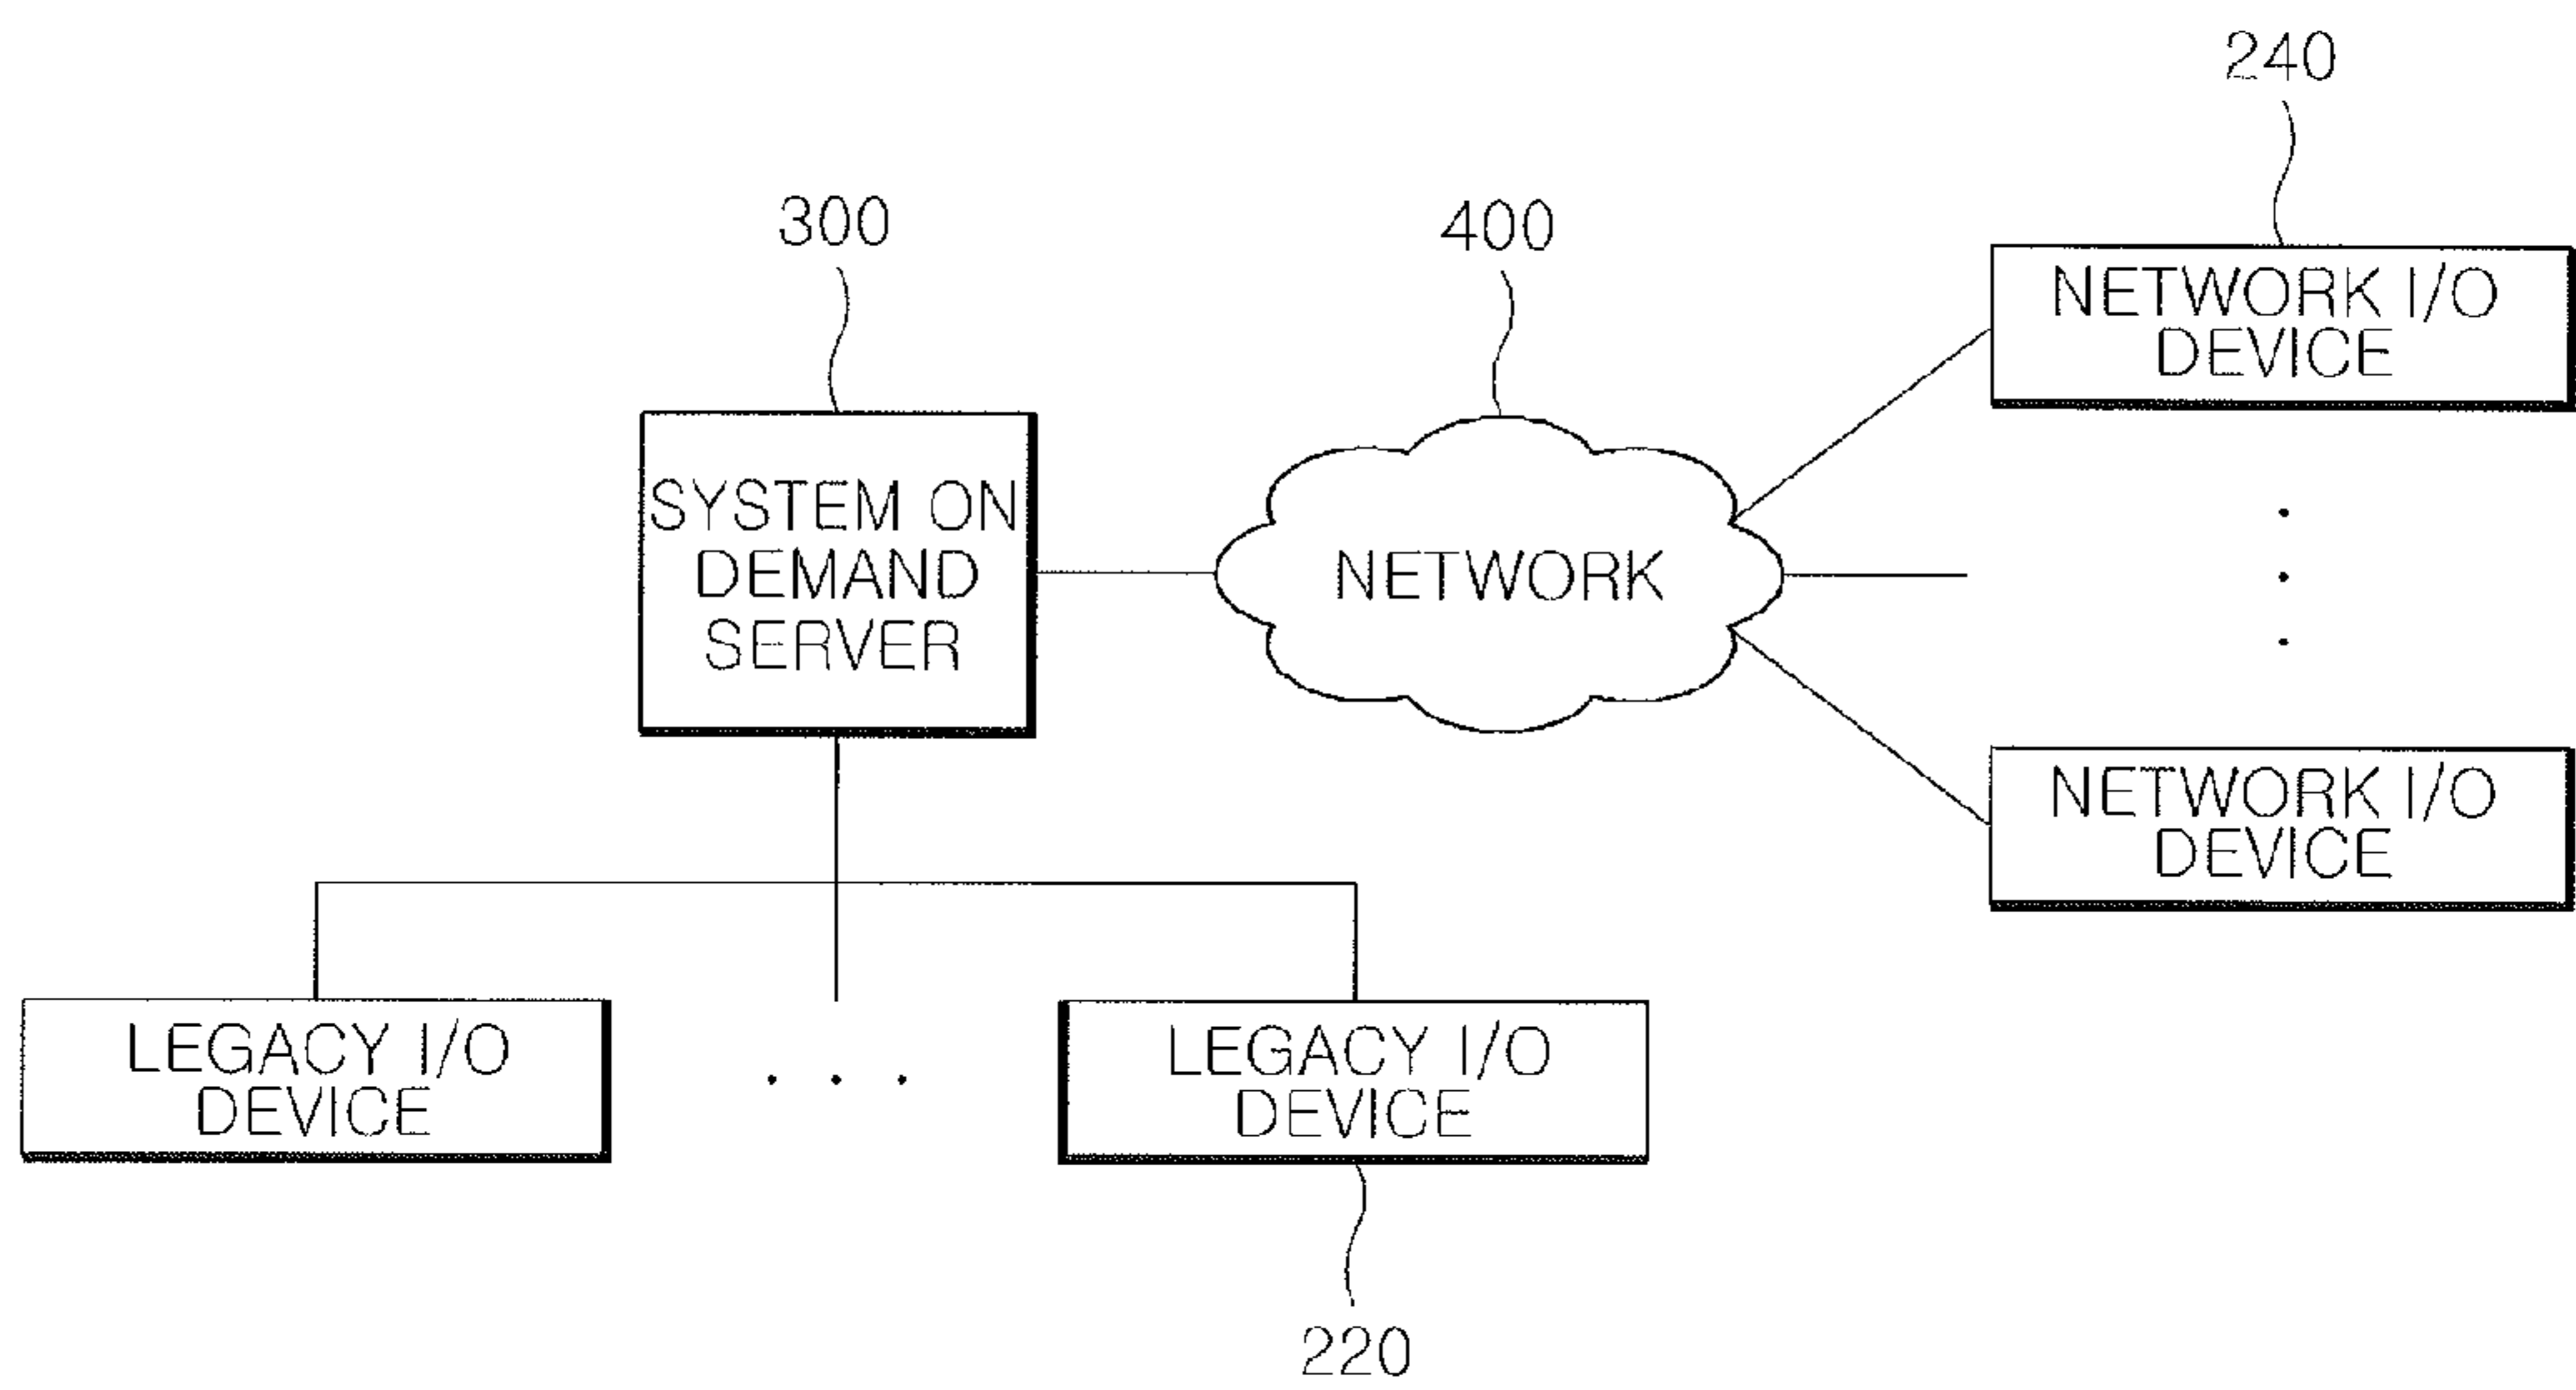 240
300
400
NETWORK I/O
DEVICE
SYSTEM ON
DEMAND
SERVER
NETWORK
NETWORK I/O
DEVICE
LEGACY I/O
DEVICE
LEGACY I/O
DEVICE
220